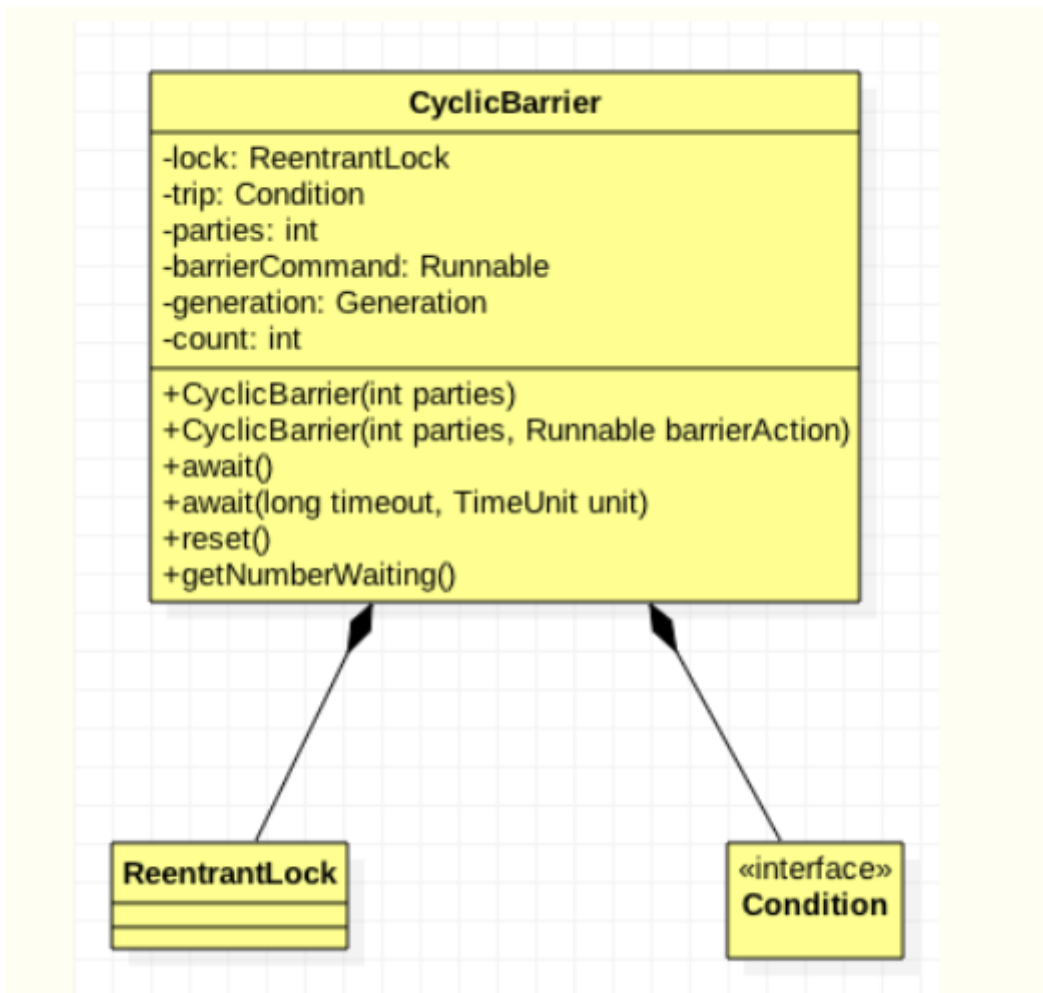 CyclicBarrier
-lock: ReentrantLock
-trip: Condition
-parties: int
-barrierCommand: Runnable
-generation: Generation
-count: int
+CyclicBarrier(int parties)
+CyclicBarrier(int parties, Runnable barrierAction)
+await()
+await(long timeout, TimeUnit unit)
+reset()
+getNumberWaiting()
ReentrantLock
«interface»
Condition